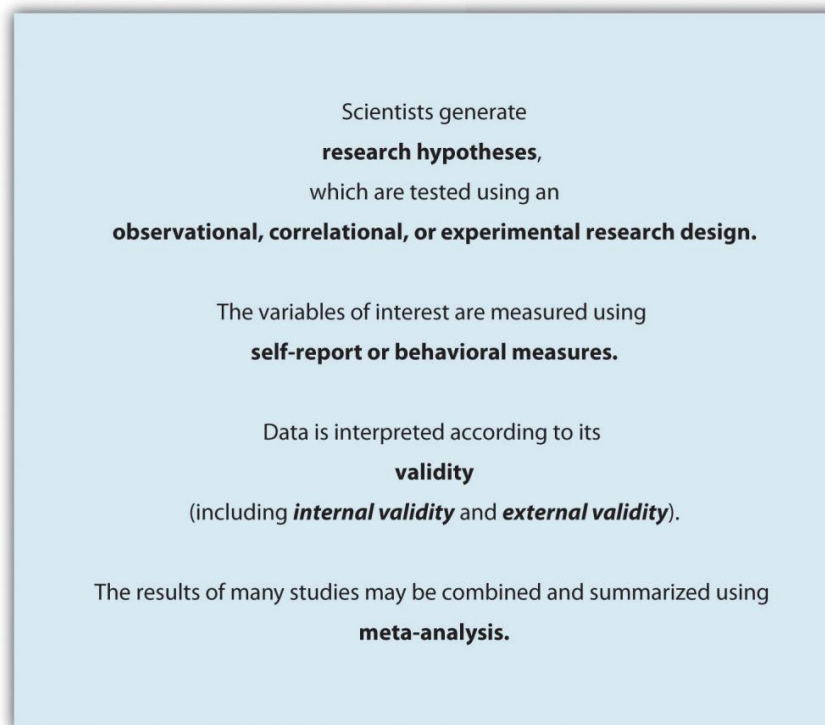 Scientists generate
research hypotheses,
which are tested using an
observational, correlational, or experimental research design.
The variables of interest are measured using
self-report or behavioral measures.
Data is interpreted according to its
validity
(including internal validity and external validity).
The results of many studies may be combined and summarized using
meta-analysis.